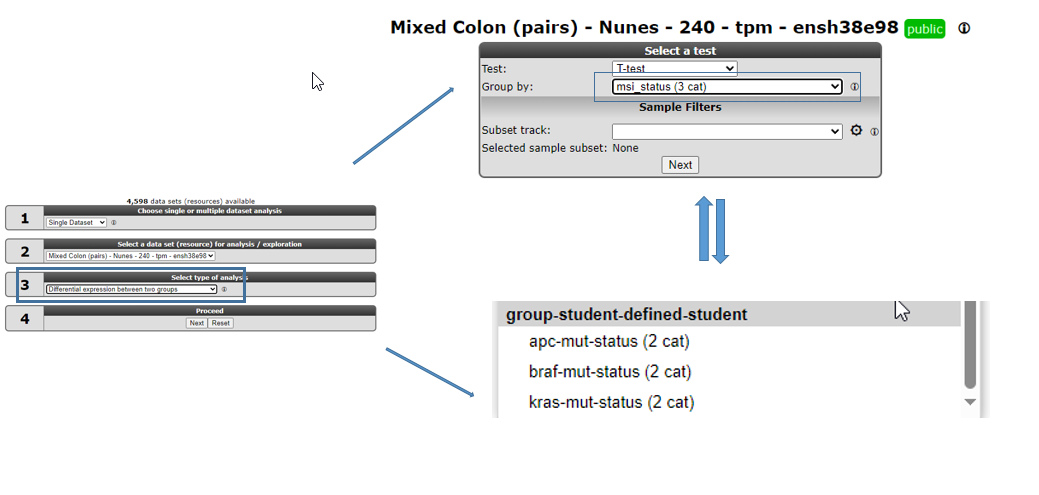 Mixed Colon (pairs) - Nunes - 240 - tpm - ensh38e98 public
Select a test
Test: T-test
Group by: msi_status (3 cat)
Sample Filters
Subset track:
Selected sample subset: None
Next
4,598 data sets (resources) available
1
Choose single or multiple dataset analysis
Single Dataset
2
Select a data set (resource) for analysis / exploration
Mixed Colon (pairs) - Nunes - 240 - tpm - ensh38e98
3
Select type of analysis
Differential expression between two groups
4
Proceed
Next Reset
group-student-defined-student
apc-mut-status (2 cat)
braf-mut-status (2 cat)
kras-mut-status (2 cat)